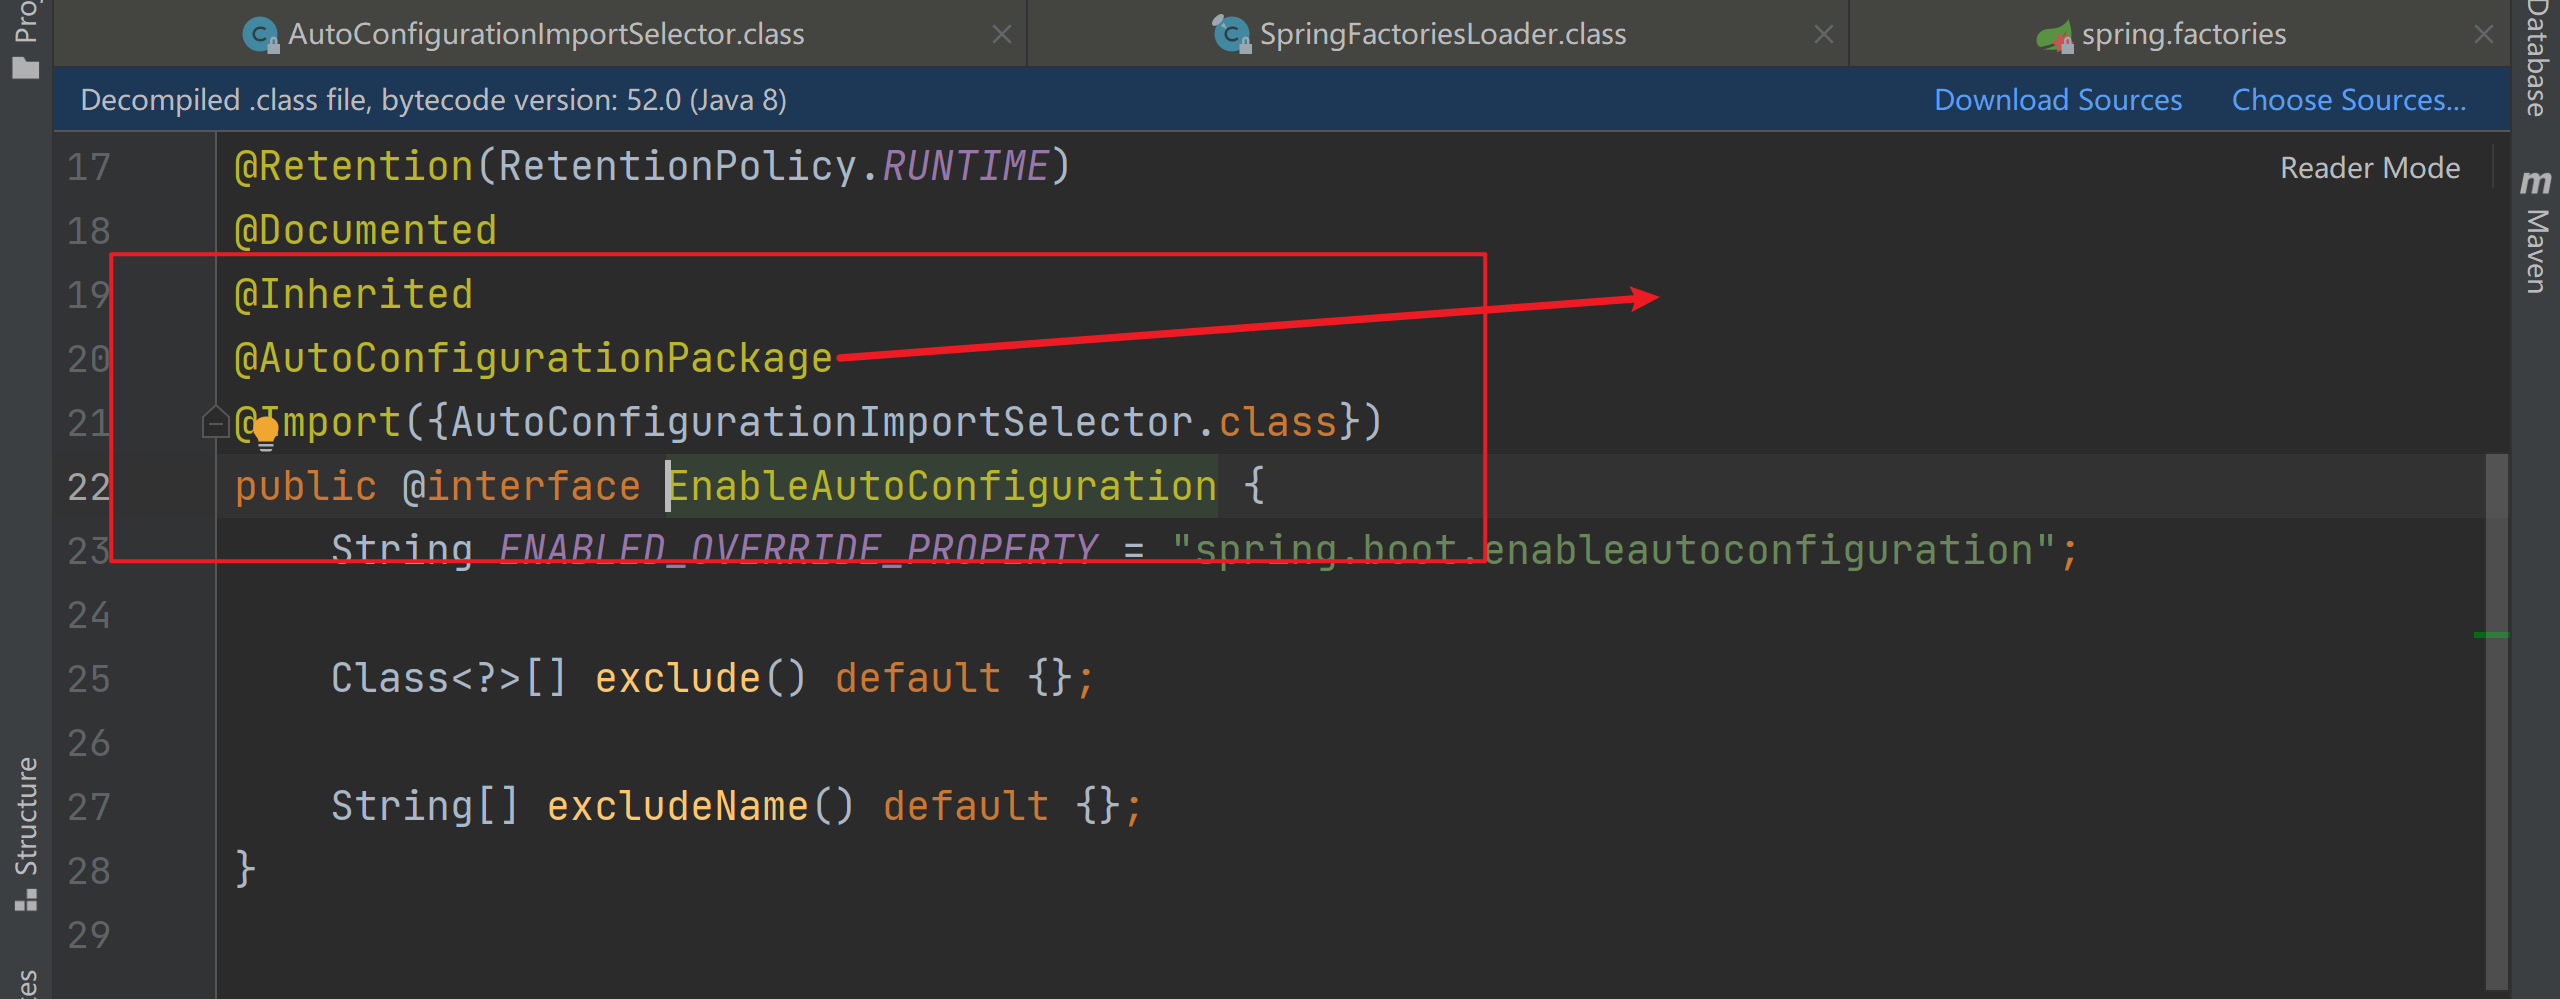 AutoConfigurationImportSelector.class
SpringFactoriesLoader.class
spring.factories
Decompiled .class file, bytecode version: 52.0 (Java 8)
Download Sources
Choose Sources...
Reader Mode
17 @Retention(RetentionPolicy.RUNTIME)
18 @Documented
19 @Inherited
20 @AutoConfigurationPackage
21 @Import({AutoConfigurationImportSelector.class})
22 public @interface EnableAutoConfiguration {
23 String ENABLED_OVERRIDE_PROPERTY = "spring.boot.enableautoconfiguration";
24
25 Class<?>[] exclude() default {};
26
27 String[] excludeName() default {};
28 }
29
Structure
Database
Maven